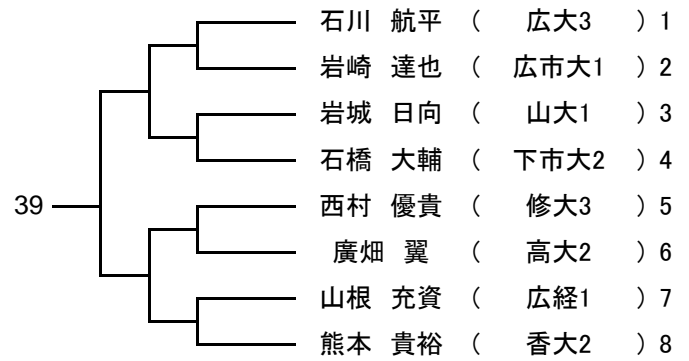 石川 航平 ( 広大3 ) 1
岩崎 達也 ( 広市大1 ) 2
岩城 日向 ( 山大1 ) 3
石橋 大輔 ( 下市大2 ) 4
39
西村 優貴 ( 修大3 ) 5
廣畑 翼 ( 高大2 ) 6
山根 充資 ( 広経1 ) 7
熊本 貴裕 ( 香大2 ) 8